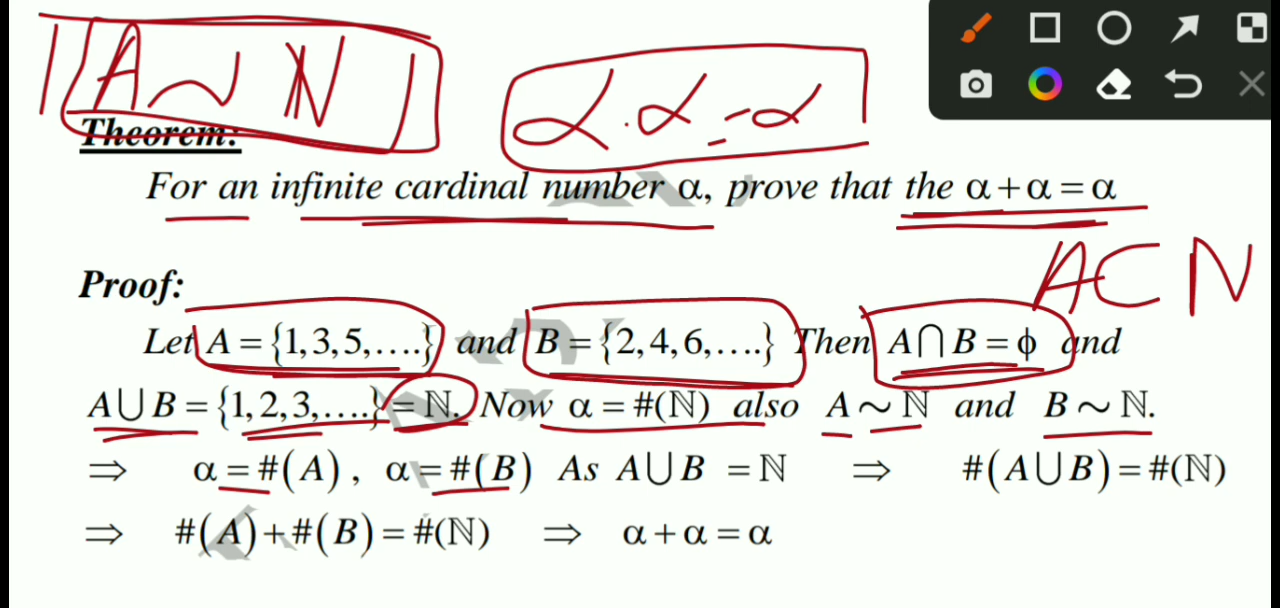 A ~ N
α.α = α
Theorem:
For an infinite cardinal number α, prove that the α + α = α
A ⊂ N
Proof:
Let A = {1,3,5,....} and B = {2,4,6,....} Then A⋂B = ϕ and
A⋃B = {1,2,3,....} = ℕ. Now α = #(ℕ) also A ~ ℕ and B ~ ℕ.
⇒ α = #(A), α = #(B) As A⋃B = ℕ ⇒ #(A⋃B) = #(ℕ)
⇒ #(A)+#(B) = #(ℕ) ⇒ α + α = α